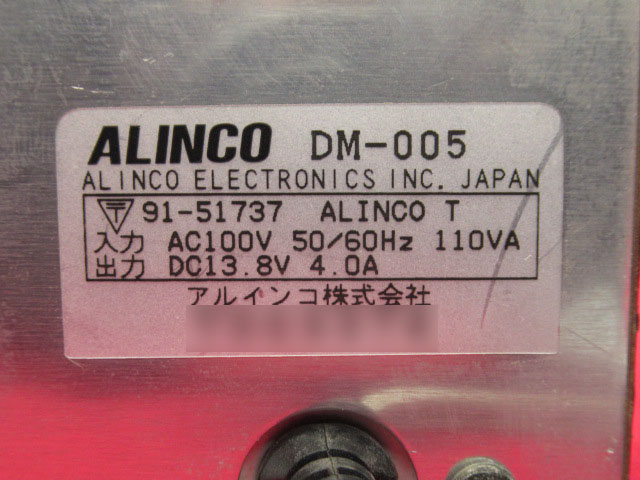 ALINCO DM-005
ALINCO ELECTRONICS INC. JAPAN
〒 91-51737 ALINCO T
入力 AC100V 50/60Hz 110VA
出力 DC13.8V 4.0A
アルインコ株式会社